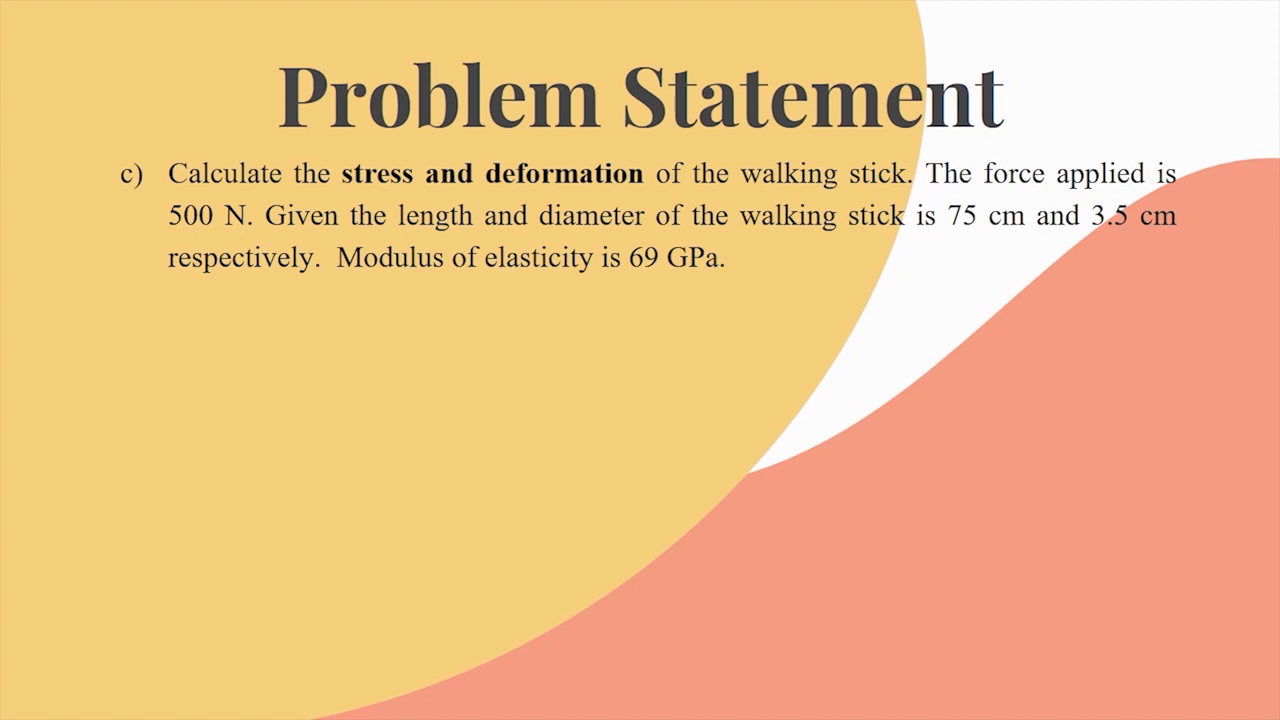 Problem Statement
c) Calculate the stress and deformation of the walking stick. The force applied is
500 N. Given the length and diameter of the walking stick is 75 cm and 3.5 cm
respectively. Modulus of elasticity is 69 GPa.